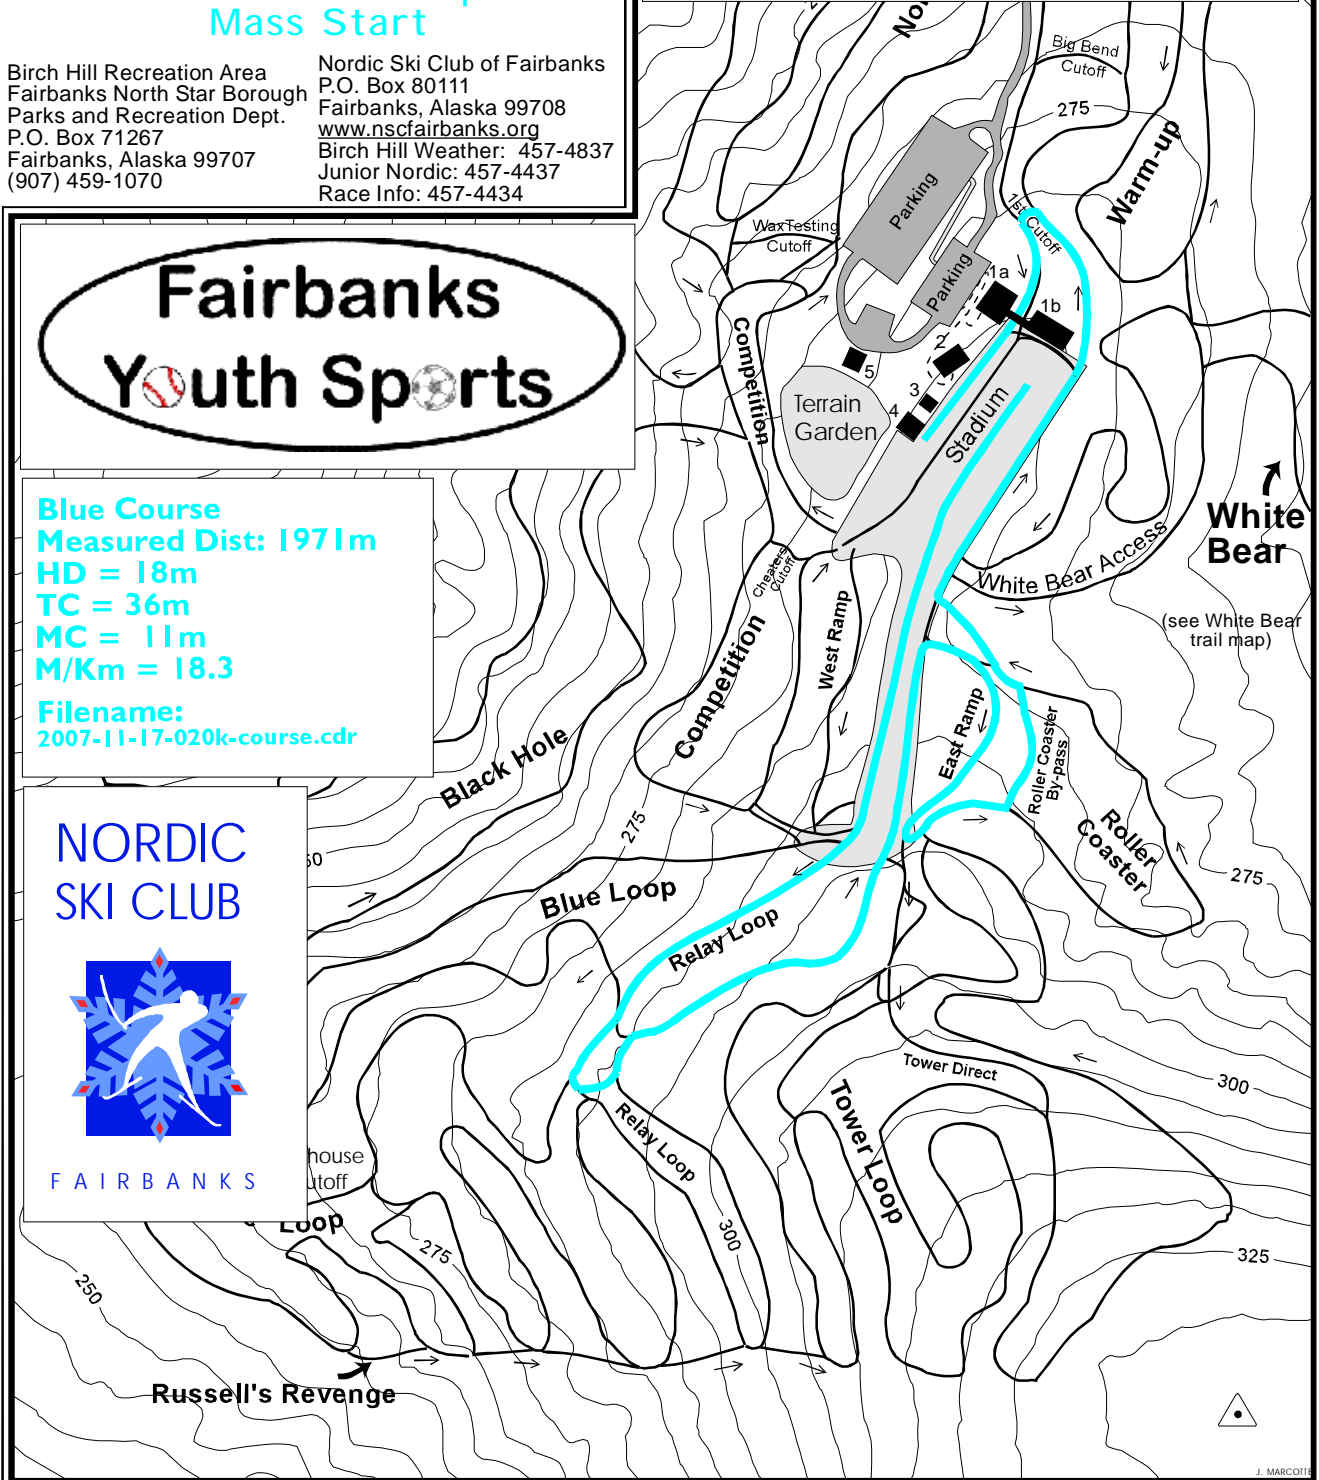 Mass Start
Birch Hill Recreation Area
Fairbanks North Star Borough
Parks and Recreation Dept.
P.O. Box 71267
Fairbanks, Alaska 99707
(907) 459-1070
Nordic Ski Club of Fairbanks
P.O. Box 80111
Fairbanks, Alaska 99708
www.nscfairbanks.org
Birch Hill Weather: 457-4837
Junior Nordic: 457-4437
Race Info: 457-4434
Fairbanks
Youth Sports
Blue Course
Measured Dist: 1971m
HD = 18m
TC = 36m
MC = 11m
M/Km = 18.3
Filename:
2007-11-17-020k-course.cdr
NORDIC
SKI CLUB
FAIRBANKS
Big Bend
Cutoff
275
Warm-up
Parking
1st
Cutoff
Wax Testing
Cutoff
Parking
1a
1b
2
3
4
5
Competition
Terrain
Garden
Stadium
White
Bear
White Bear Access
(see White Bear
trail map)
Cheaters
Cutoff
West Ramp
Competition
East Ramp
Roller Coaster
By-pass
Roller
Coaster
Black Hole
275
275
Blue Loop
Relay Loop
Tower Direct
300
Relay Loop
Tower Loop
house
Loop
275
300
325
250
Russell's Revenge
J. MARCOTTE